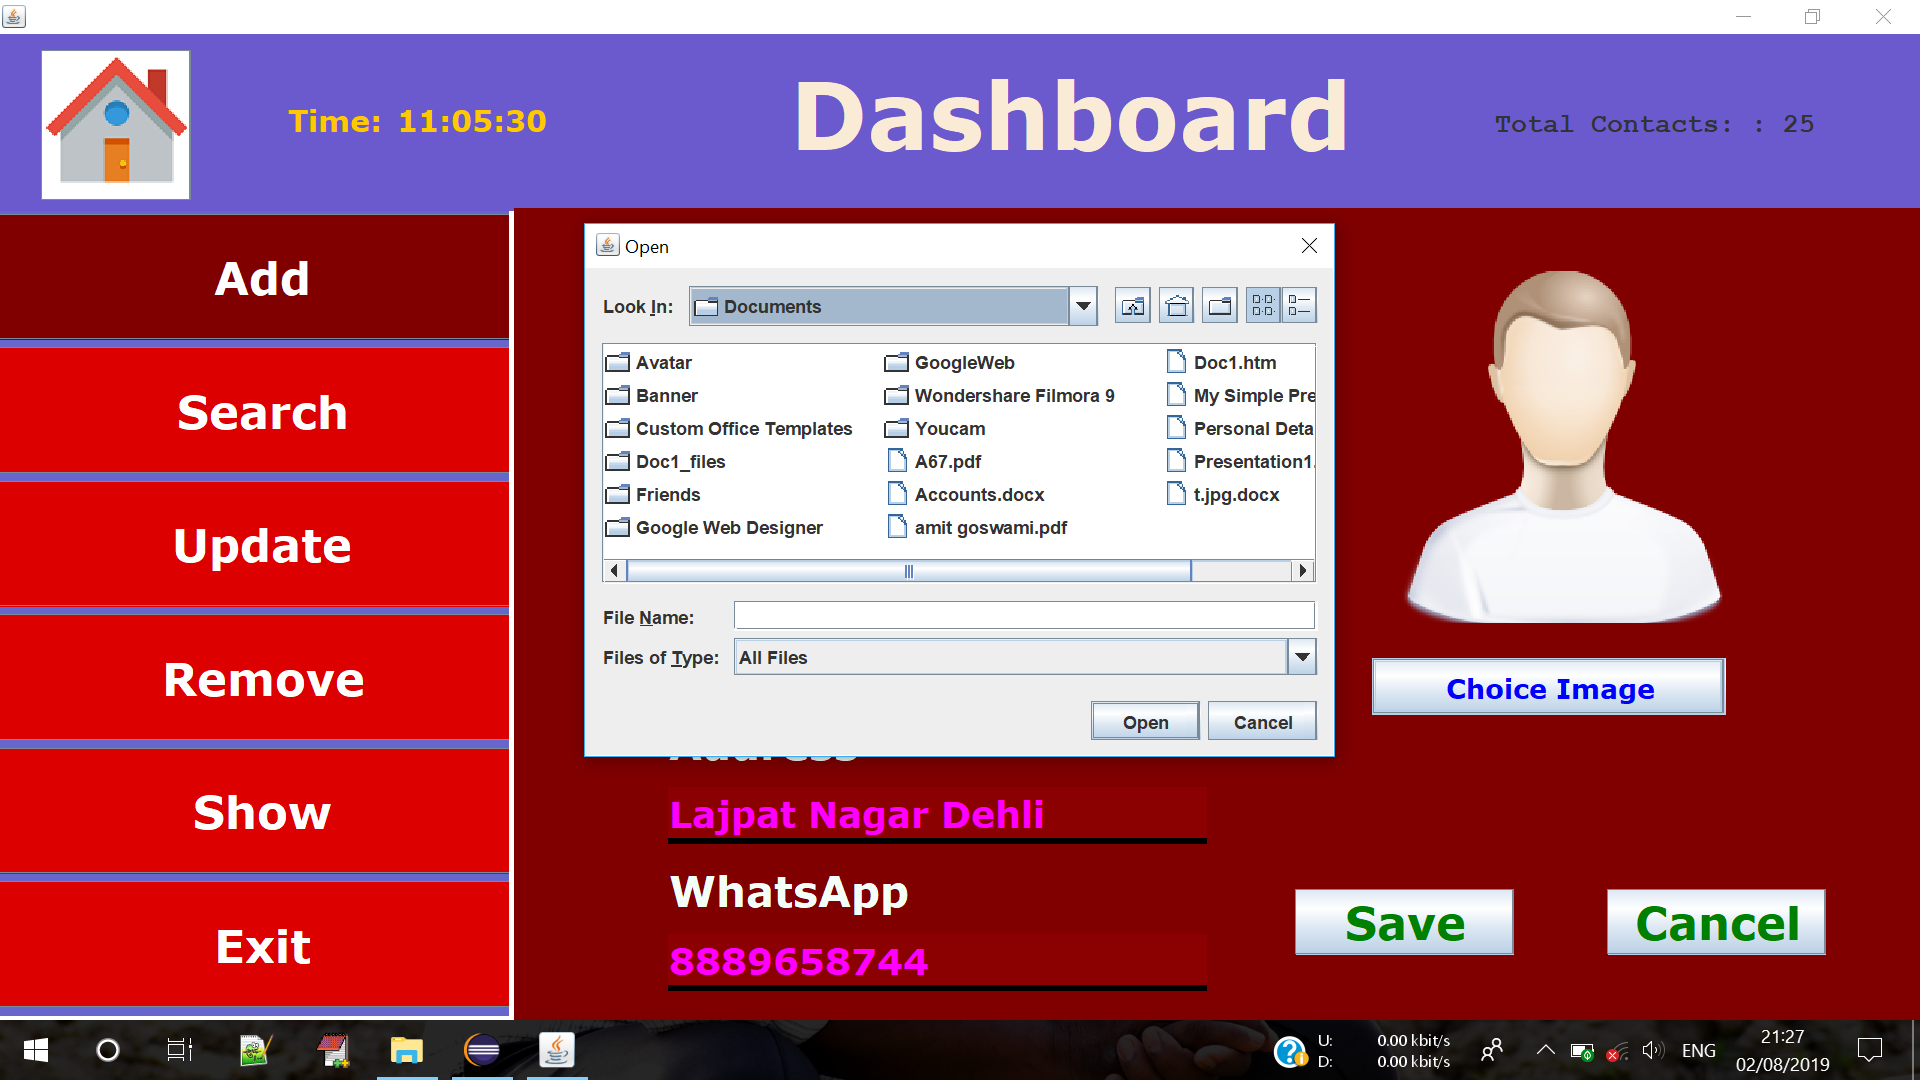 Time: 11:05:30
Dashboard
Total Contacts: : 25
Add
Search
Update
Remove
Show
Exit
Open
Look In:
Documents
Avatar
Banner
Custom Office Templates
Doc1_files
Friends
Google Web Designer
GoogleWeb
Wondershare Filmora 9
Youcam
A67.pdf
Accounts.docx
amit goswami.pdf
Doc1.htm
My Simple Pre
Personal Deta
Presentation1.
t.jpg.docx
File Name:
Files of Type:
All Files
Open
Cancel
Choice Image
Address
Lajpat Nagar Dehli
WhatsApp
8889658744
Save
Cancel
U: 0.00 kbit/s
D: 0.00 kbit/s
ENG
21:27
02/08/2019